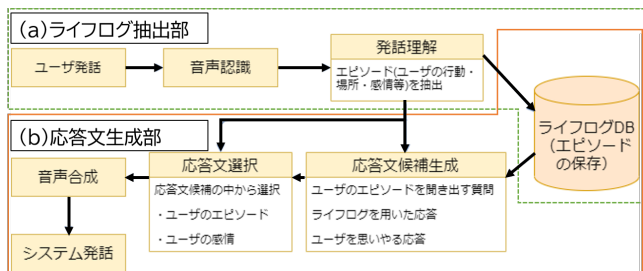 (a)ライフログ抽出部
ユーザ発話
音声認識
発話理解
エピソード(ユーザの行動・
場所・感情等)を抽出
ライフログDB
(エピソード
の保存)
(b)応答文生成部
音声合成
システム発話
応答文選択
応答文候補の中から選択
・ユーザのエピソード
・ユーザの感情
応答文候補生成
ユーザのエピソードを聞き出す質問
ライフログを用いた応答
ユーザを思いやる応答